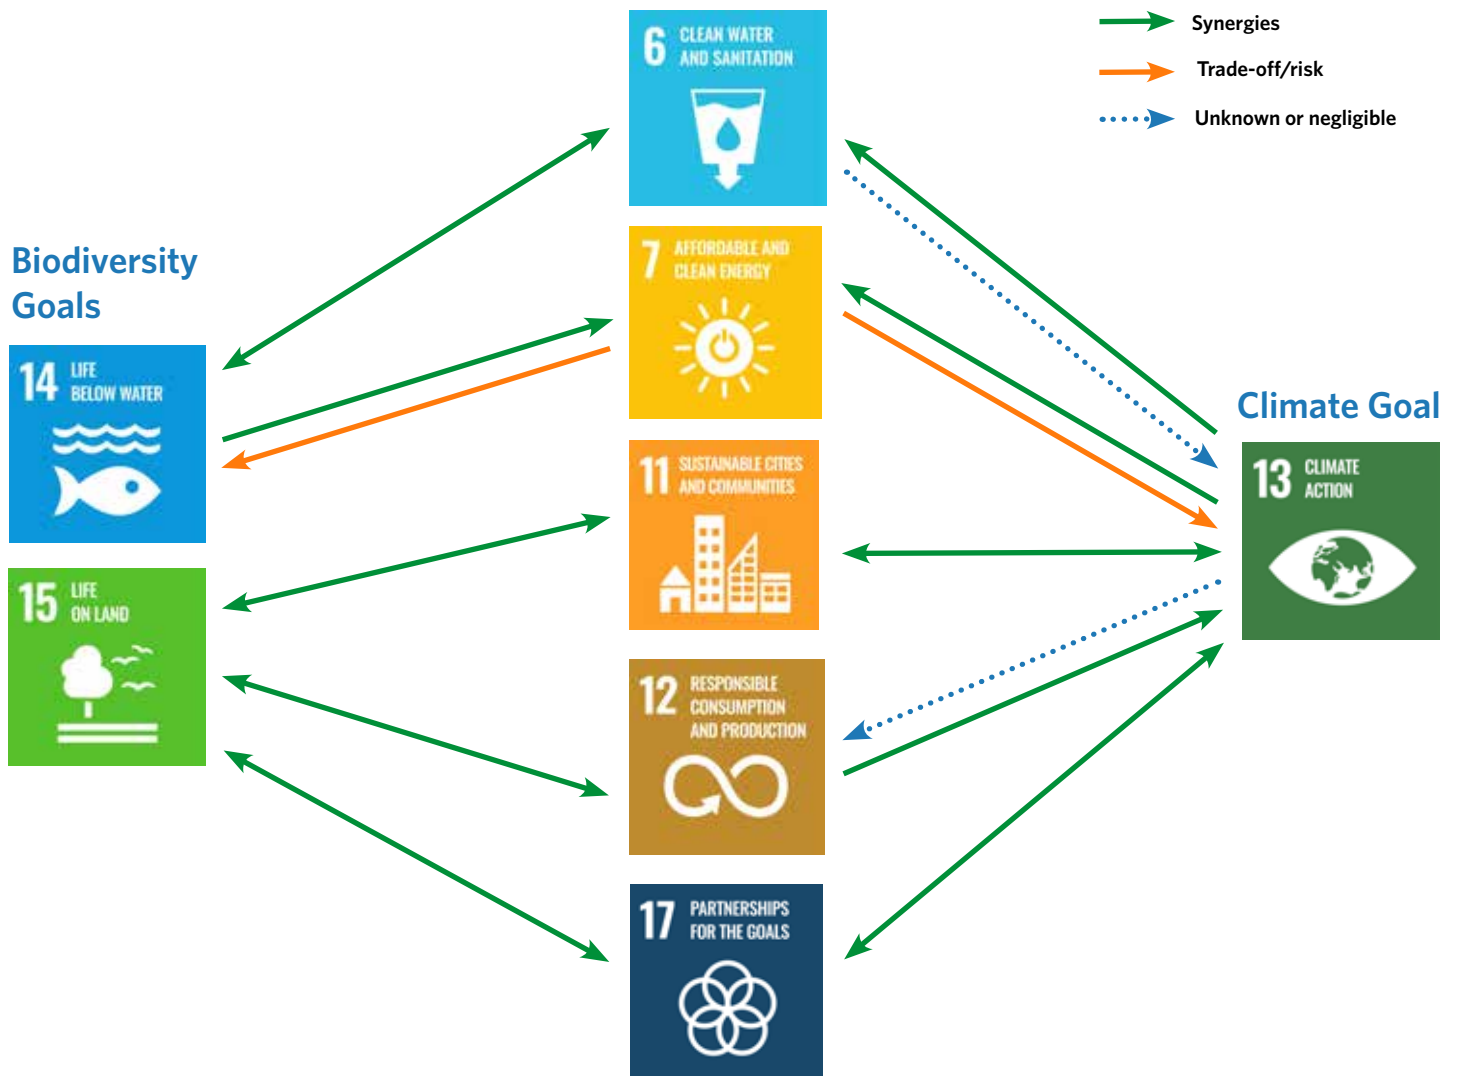 Synergies
Trade-off/risk
Unknown or negligible
Biodiversity
Goals
14 LIFE
BELOW WATER
15 LIFE
ON LAND
6 CLEAN WATER
AND SANITATION
7 AFFORDABLE AND
CLEAN ENERGY
11 SUSTAINABLE CITIES
AND COMMUNITIES
12 RESPONSIBLE
CONSUMPTION
AND PRODUCTION
17 PARTNERSHIPS
FOR THE GOALS
Climate Goal
13 CLIMATE
ACTION